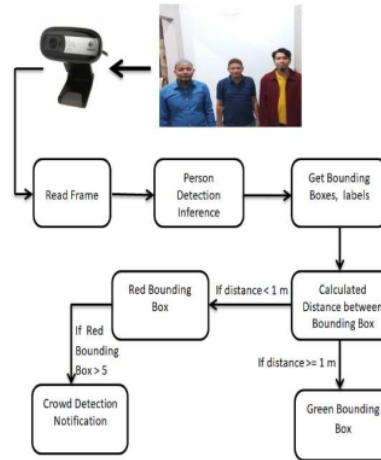 Read Frame
Person
Detection
Inference
Get Bounding
Boxes, labels
Calculated
Distance between
Bounding Box
If distance < 1 m
Red Bounding
Box
If distance >= 1 m
Green Bounding
Box
If Red
Bounding
Box > 5
Crowd Detection
Notification